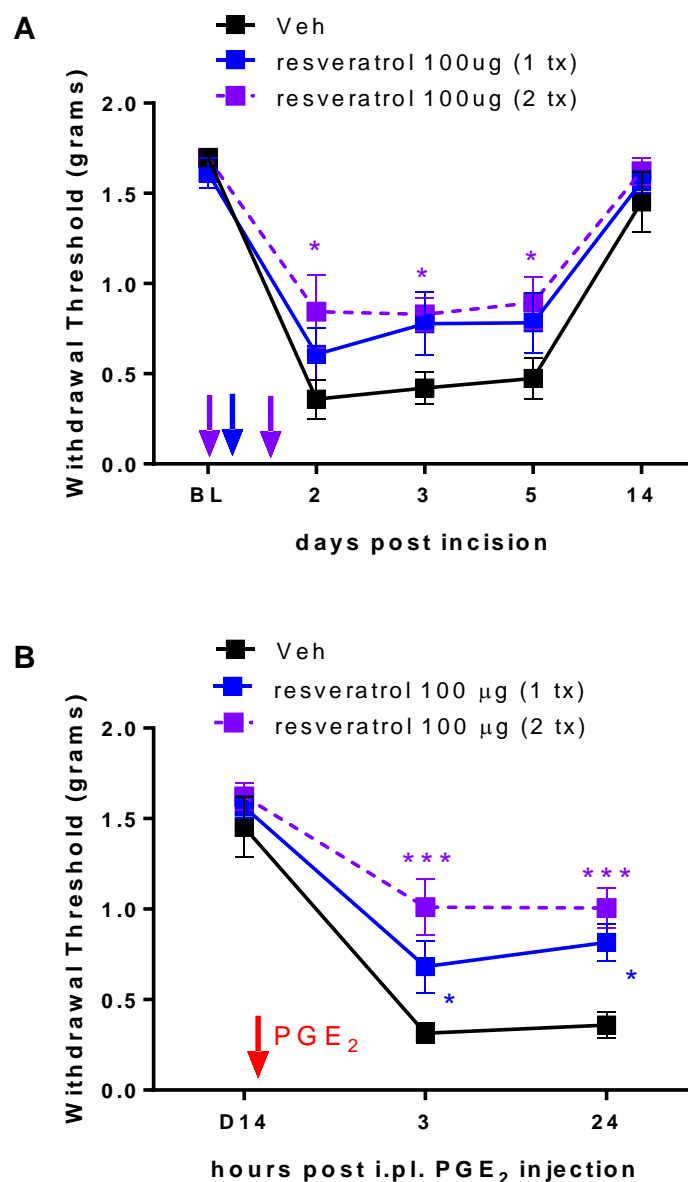 A
Veh
resveratrol 100ug (1 tx)
resveratrol 100ug (2 tx)
Withdrawal Threshold (grams)
2.0
1.5
1.0
0.5
0.0
*
*
*
BL
2
3
5
14
days post incision
B
Veh
resveratrol 100 μg (1 tx)
resveratrol 100 μg (2 tx)
Withdrawal Threshold (grams)
2.0
1.5
1.0
0.5
0.0
***
***
*
*
PGE₂
D14
3
24
hours post i.pl. PGE₂ injection